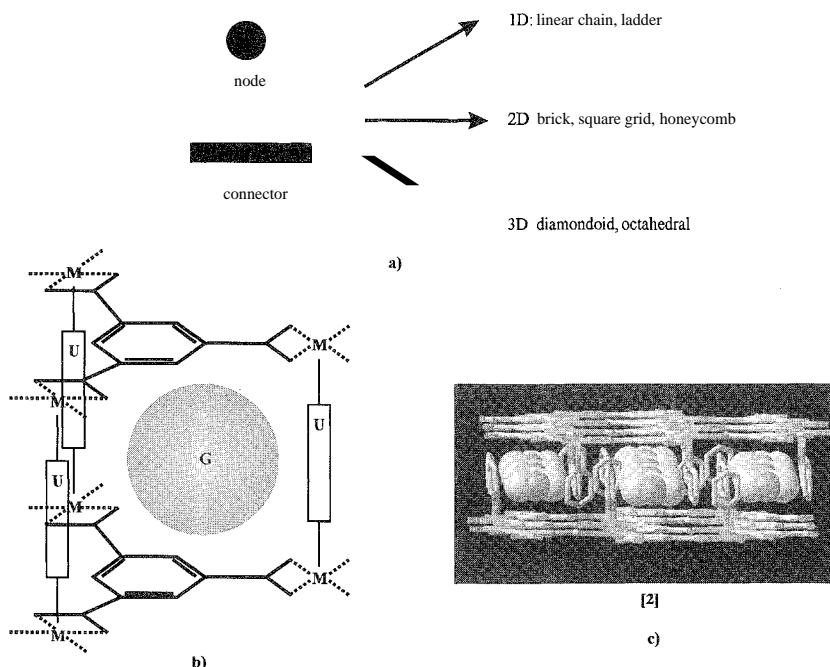 1D: linear chain, ladder
node
2D brick, square grid, honeycomb
connector
3D diamondoid, octahedral
a)
M
M
U
U
M
G
U
M
M
M
[2]
c)
b)